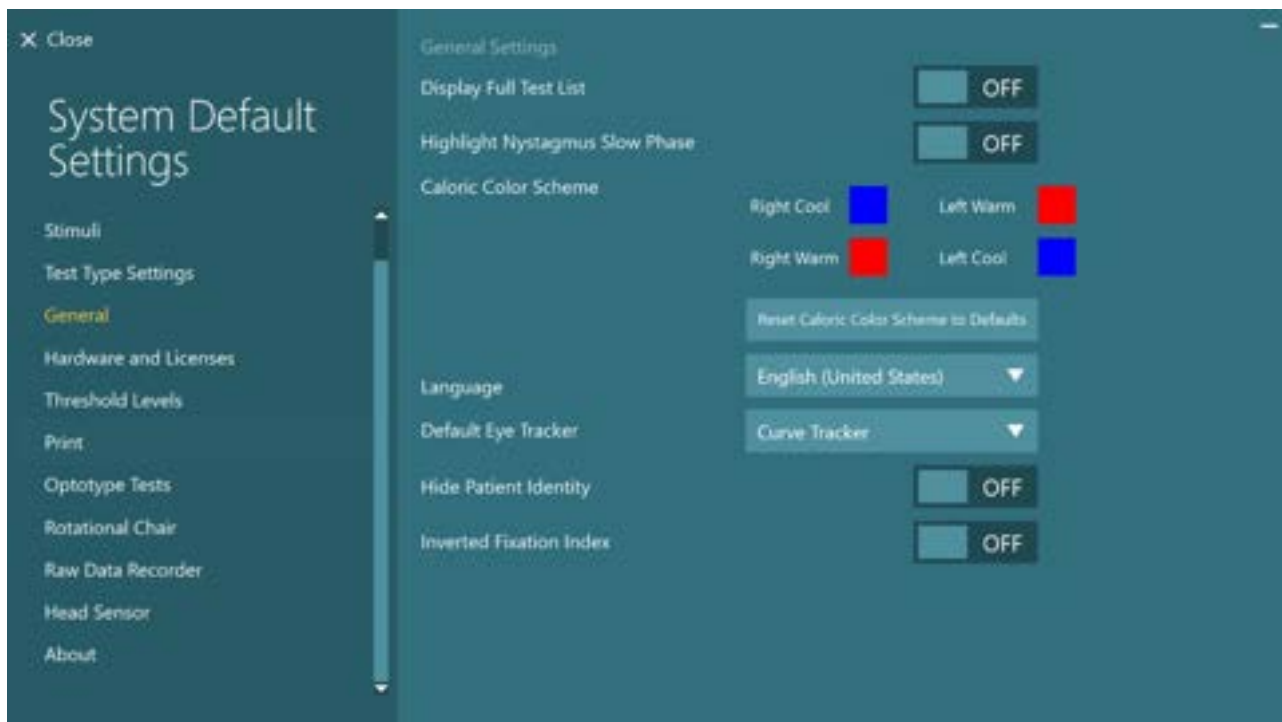 Close
System Default
Settings
Stimuli
Test Type Settings
General
Hardware and Licenses
Threshold Levels
Print
Optotype Tests
Rotational Chair
Raw Data Recorder
Head Sensor
About
General Settings
Display Full Test List OFF
Highlight Nystagmus Slow Phase OFF
Caloric Color Scheme
Right Cool Left Warm
Right Warm Left Cool
Reset Caloric Color Scheme to Defaults
Language English (United States)
Default Eye Tracker Curve Tracker
Hide Patient Identity OFF
Inverted Fixation Index OFF